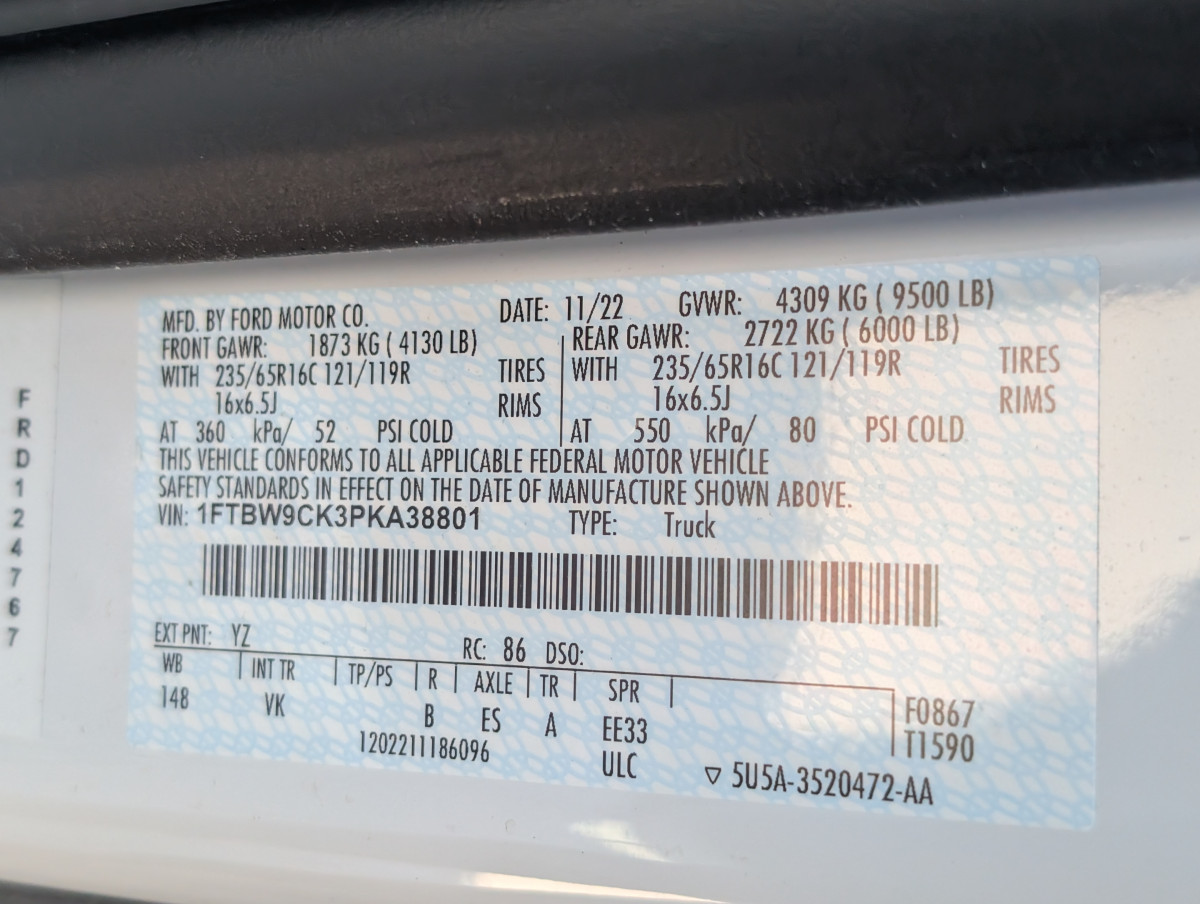 FRD124767
MFD. BY FORD MOTOR CO. DATE: 11/22 GVWR: 4309 KG ( 9500 LB)
FRONT GAWR: 1873 KG ( 4130 LB) REAR GAWR: 2722 KG ( 6000 LB)
WITH 235/65R16C 121/119R TIRES WITH 235/65R16C 121/119R TIRES
16x6.5J RIMS 16x6.5J RIMS
AT 360 kPa/ 52 PSI COLD AT 550 kPa/ 80 PSI COLD
THIS VEHICLE CONFORMS TO ALL APPLICABLE FEDERAL MOTOR VEHICLE
SAFETY STANDARDS IN EFFECT ON THE DATE OF MANUFACTURE SHOWN ABOVE.
VIN: 1FTBW9CK3PKA38801 TYPE: Truck
EXT PNT: YZ RC: 86 DSO:
WB INT TR TP/PS R AXLE TR SPR
148 VK B ES A EE33 F0867
1202211186096 ULC T1590
5U5A-3520472-AA